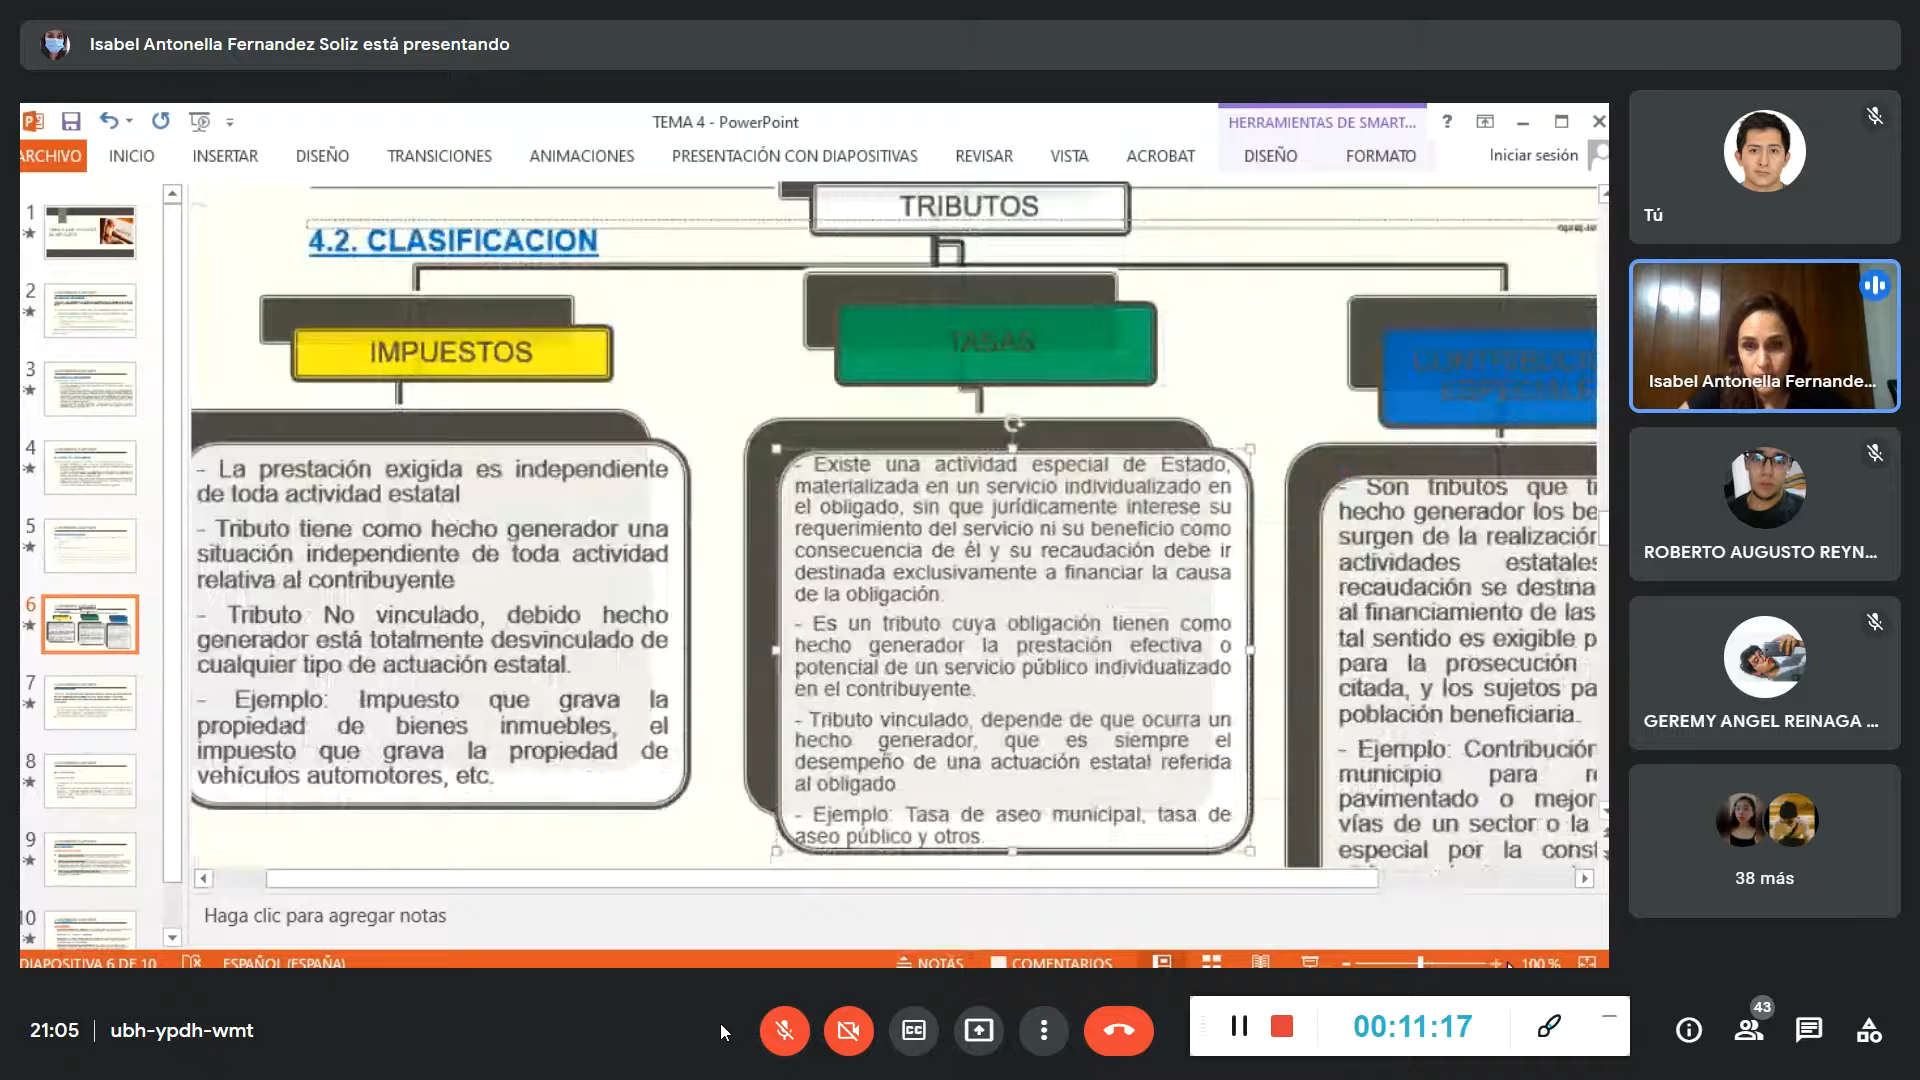 Isabel Antonella Fernandez Soliz está presentando
TEMA 4 - PowerPoint
HERRAMIENTAS DE SMART...
?
ARCHIVO
INICIO
INSERTAR
DISEÑO
TRANSICIONES
ANIMACIONES
PRESENTACIÓN CON DIAPOSITIVAS
REVISAR
VISTA
ACROBAT
DISEÑO
FORMATO
Iniciar sesión
1
2
3
4
5
6
7
8
9
10
TRIBUTOS
4.2. CLASIFICACION
IMPUESTOS
- La prestación exigida es independiente
de toda actividad estatal
- Tributo tiene como hecho generador una
situación independiente de toda actividad
relativa al contribuyente
- Tributo No vinculado, debido hecho
generador está totalmente desvinculado de
cualquier tipo de actuación estatal.
- Ejemplo: Impuesto que grava la
propiedad de bienes inmuebles, el
impuesto que grava la propiedad de
vehículos automotores, etc.
TASAS
- Existe una actividad especial de Estado,
materializada en un servicio individualizado en
el obligado, sin que jurídicamente interese su
requerimiento del servicio ni su beneficio como
consecuencia de él y su recaudación debe ir
destinada exclusivamente a financiar la causa
de la obligación.
- Es un tributo cuya obligación tienen como
hecho generador la prestación efectiva o
potencial de un servicio público individualizado
en el contribuyente.
- Tributo vinculado, depende de que ocurra un
hecho generador, que es siempre el
desempeño de una actuación estatal referida
al obligado
- Ejemplo: Tasa de aseo municipal, tasa de
aseo público y otros.
Son tributos que
hecho generador los
surgen de la
actividades
recaudación se
al financiamiento de las
tal sentido es exigible
para la prosecución
citada, y los sujetos
población beneficiaria.
- Ejemplo:
municipio para
pavimentado o
vías de un sector o la
especial por la
Haga clic para agregar notas
DIAPOSITIVA 6 DE 10
ESPAÑOL (ESPAÑA)
NOTAS
COMENTARIOS
100 %
Tú
Isabel Antonella Fernande...
ROBERTO AUGUSTO REYN...
GEREMY ANGEL REINAGA ...
38 más
21:05
ubh-ypdh-wmt
CC
00:11:17
43